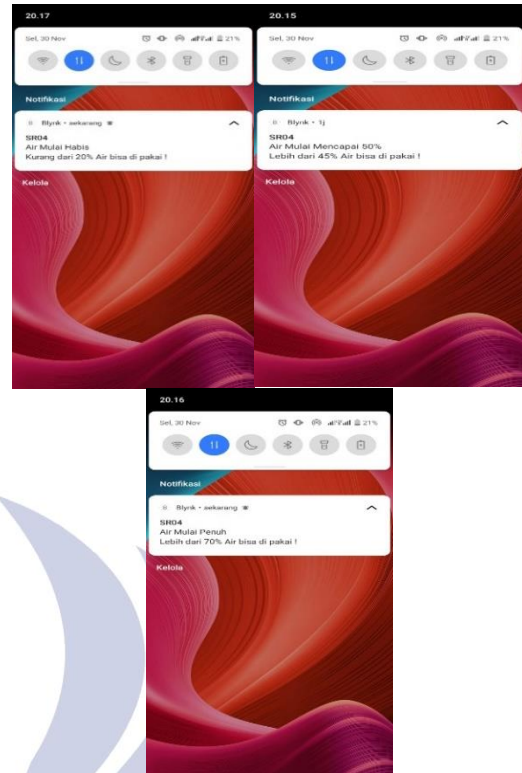 20.17
Sel, 30 Nov
21%
Notifikasi
Blynk • sekarang
SR04
Air Mulai Habis
Kurang dari 20% Air bisa di pakai !
Kelola
20.15
Sel, 30 Nov
21%
Notifikasi
Blynk • 1j
SR04
Air Mulai Mencapai 50%
Lebih dari 45% Air bisa di pakai !
Kelola
20.16
Sel, 30 Nov
21%
Notifikasi
Blynk • sekarang
SR04
Air Mulai Penuh
Lebih dari 70% Air bisa di pakai !
Kelola